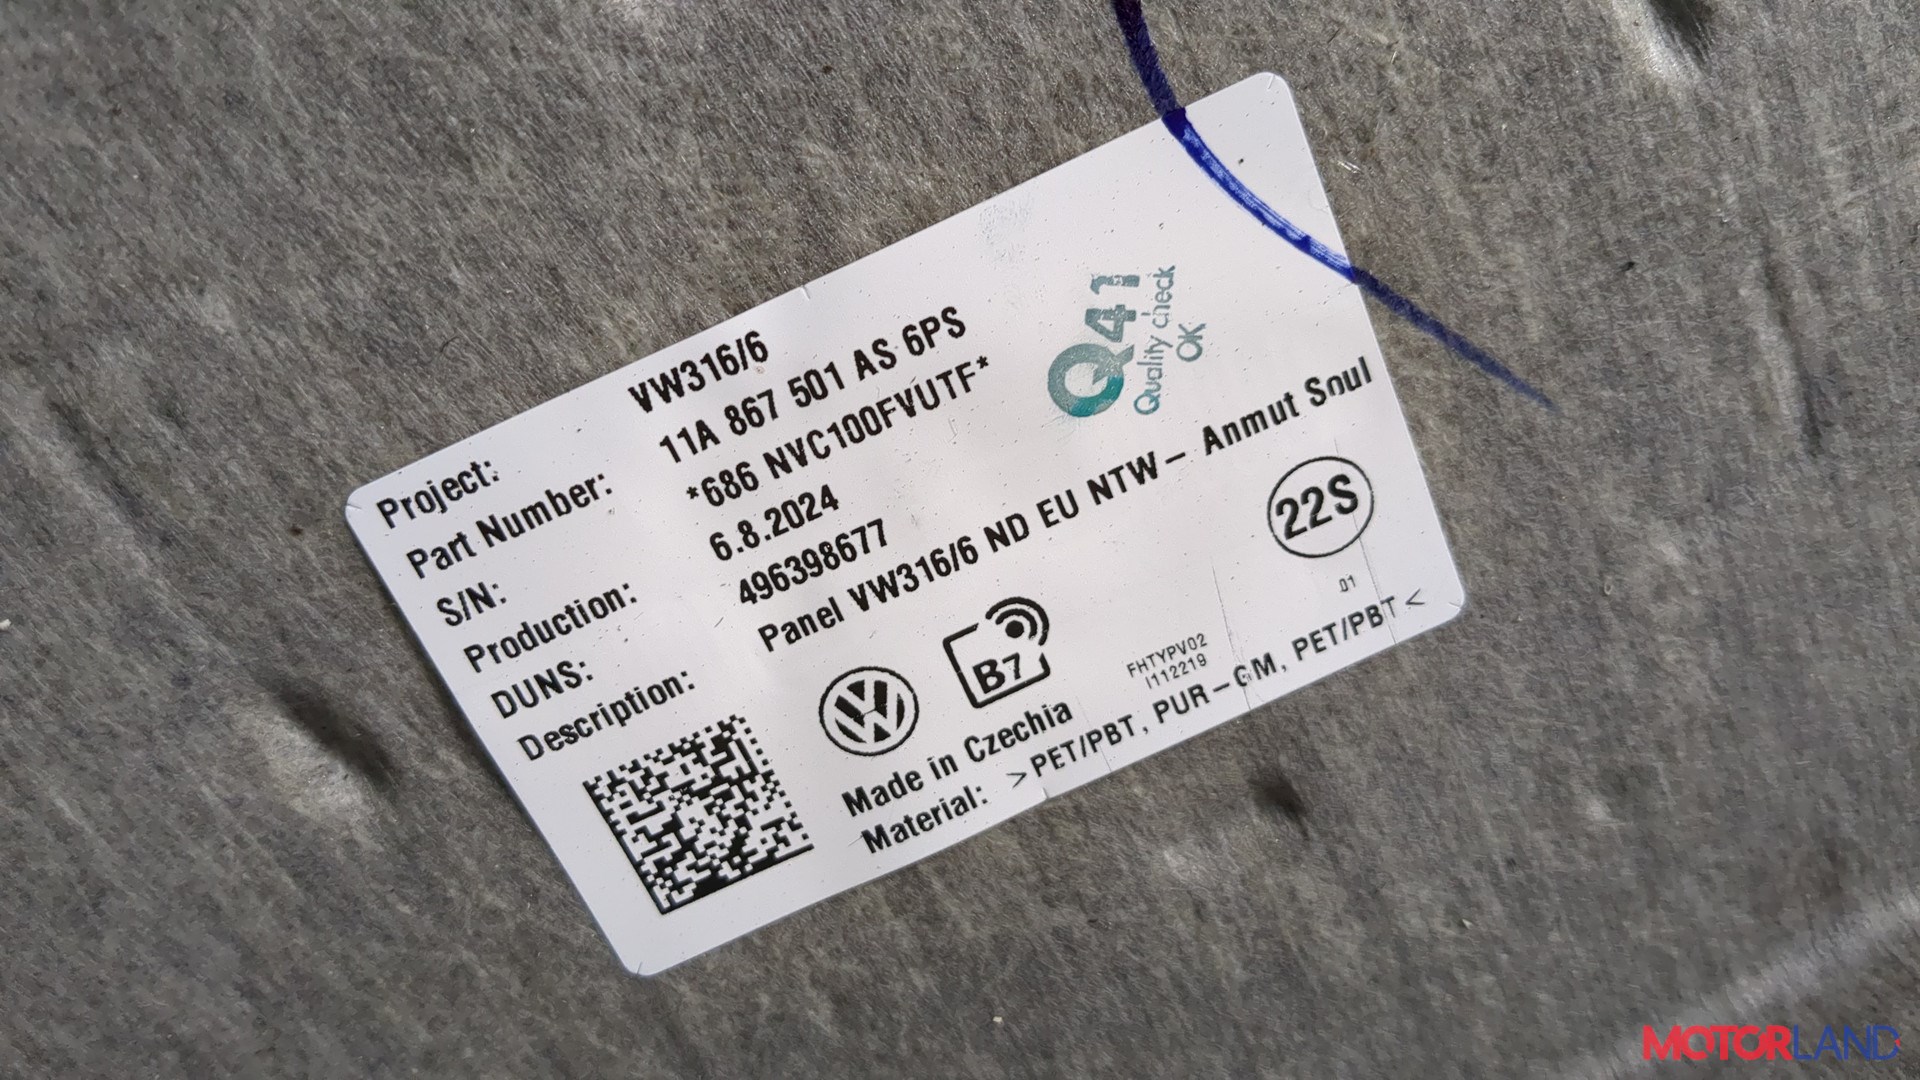 Project: VW316/6
Part Number: 11A 867 501 AS 6PS
S/N: *686 NVC100FVUTF*
Production: 6.8.2024
DUNS: 496398677
Description: Panel VW316/6 ND EU NTW - Anmut Soul
Q41
Quality check
OK
22S
B7
01
FHTYPV02
I112219
Made in Czechia
Material: >PET/PBT, PUR-GM, PET/PBT<
MOTORLAND